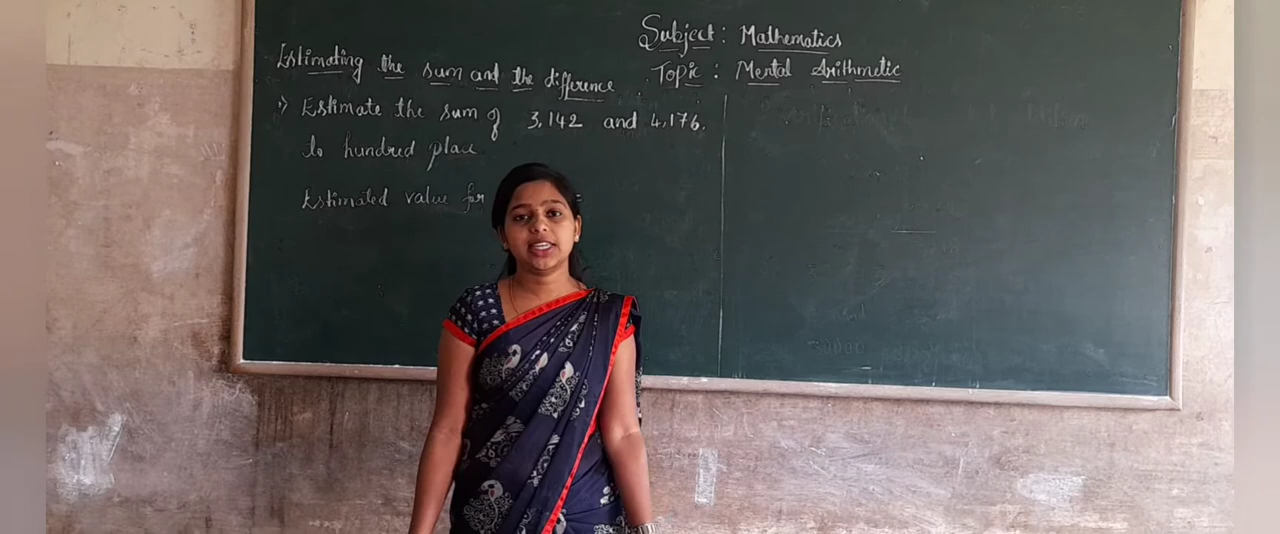 Subject : Mathematics
Topic : Mental Arithmetic
Estimating the sum and the difference
1) Estimate the sum of 3,142 and 4,176.
to hundred place
Estimated value for =